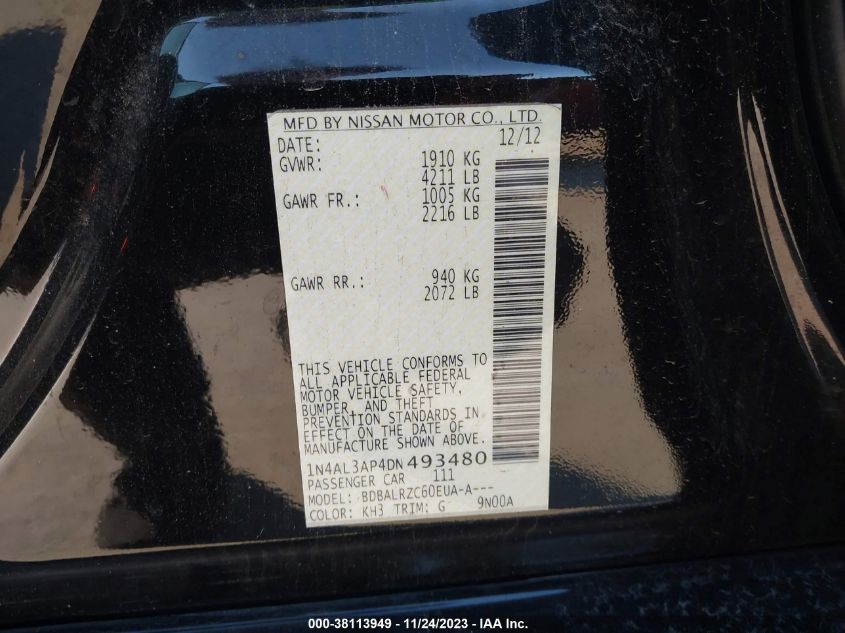 MFD BY NISSAN MOTOR CO., LTD.
DATE: 12/12
GVWR: 1910 KG
4211 LB
GAWR FR.: 1005 KG
2216 LB
GAWR RR.: 940 KG
2072 LB
THIS VEHICLE CONFORMS TO
ALL APPLICABLE FEDERAL
MOTOR VEHICLE SAFETY,
BUMPER, AND THEFT
PREVENTION STANDARDS IN
EFFECT ON THE DATE OF
MANUFACTURE SHOWN ABOVE.
1N4AL3AP4DN493480
PASSENGER CAR 111
MODEL: BDBALRZC60EUA-A---
COLOR: KH3 TRIM: G 9N00A
000-38113949 - 11/24/2023 - IAA Inc.